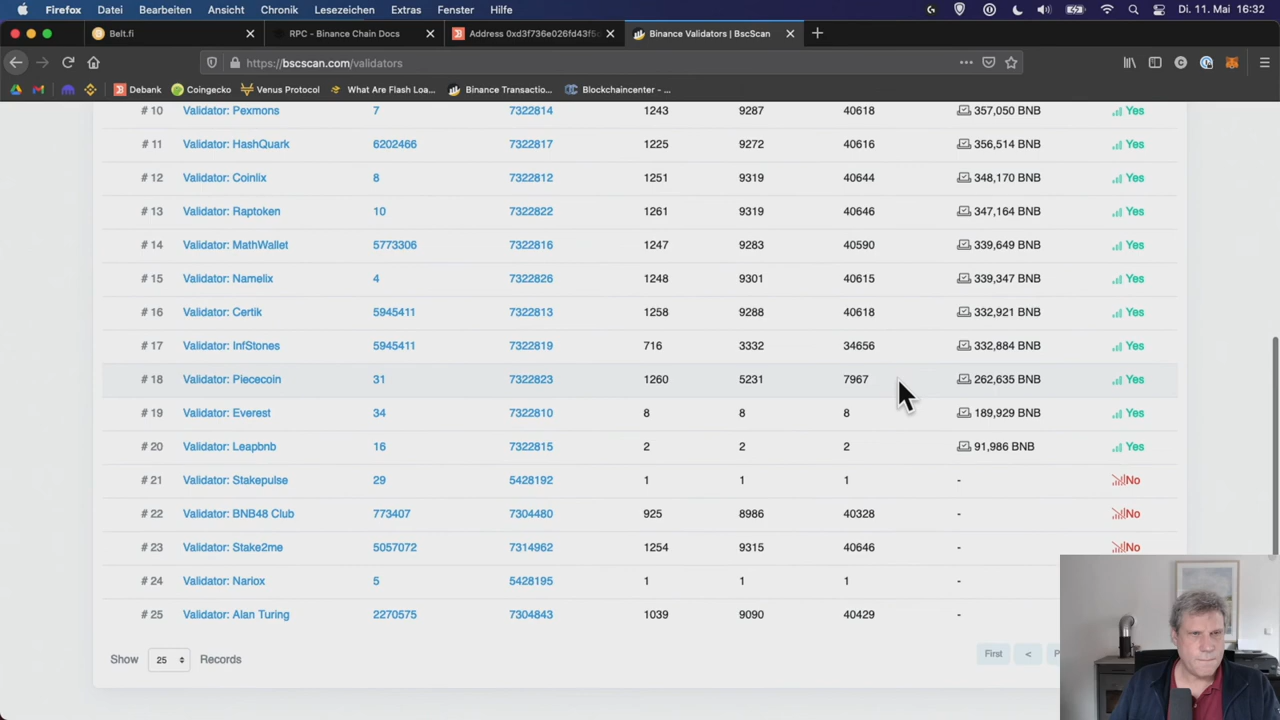 Firefox Datei Bearbeiten Ansicht Chronik Lesezeichen Extras Fenster Hilfe Di. 11. Mai 16:32
Belt.fi RPC - Binance Chain Docs Address 0xd3f736e026fd43f5 Binance Validators | BscScan
https://bscscan.com/validators
Debank Coingecko Venus Protocol What Are Flash Loa... Binance Transactio... Blockchaincenter - ...
# 10 Validator: Pexmons 7 7322814 1243 9287 40618 357,050 BNB Yes
# 11 Validator: HashQuark 6202466 7322817 1225 9272 40616 356,514 BNB Yes
# 12 Validator: Coinlix 8 7322812 1251 9319 40644 348,170 BNB Yes
# 13 Validator: Raptoken 10 7322822 1261 9319 40646 347,164 BNB Yes
# 14 Validator: MathWallet 5773306 7322816 1247 9283 40590 339,649 BNB Yes
# 15 Validator: Namelix 4 7322826 1248 9301 40615 339,347 BNB Yes
# 16 Validator: Certik 5945411 7322813 1258 9288 40618 332,921 BNB Yes
# 17 Validator: InfStones 5945411 7322819 716 3332 34656 332,884 BNB Yes
# 18 Validator: Piececoin 31 7322823 1260 5231 7967 262,635 BNB Yes
# 19 Validator: Everest 34 7322810 8 8 8 189,929 BNB Yes
# 20 Validator: Leapbnb 16 7322815 2 2 2 91,986 BNB Yes
# 21 Validator: Stakepulse 29 5428192 1 1 1 - No
# 22 Validator: BNB48 Club 773407 7304480 925 8986 40328 - No
# 23 Validator: Stake2me 5057072 7314962 1254 9315 40646 - No
# 24 Validator: Nariox 5 5428195 1 1 1 -
# 25 Validator: Alan Turing 2270575 7304843 1039 9090 40429 -
Show 25 Records First < P